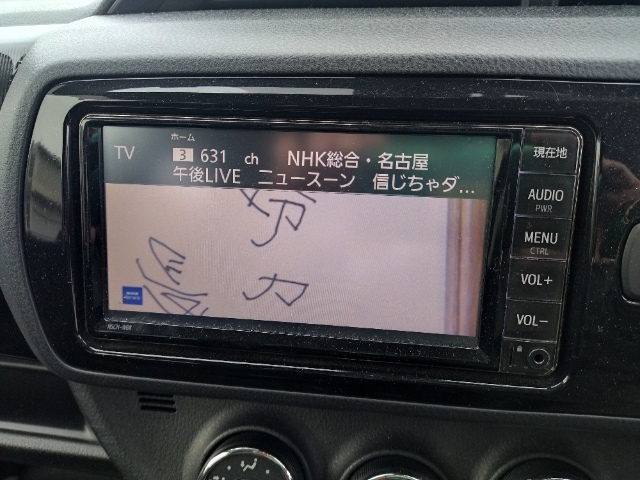 ホーム
TV 3 631 ch NHK総合・名古屋
午後LIVE ニュースーン 信じちゃダ...
分
力
現在地
AUDIO
PWR
MENU
CTRL
VOL+
VOL-